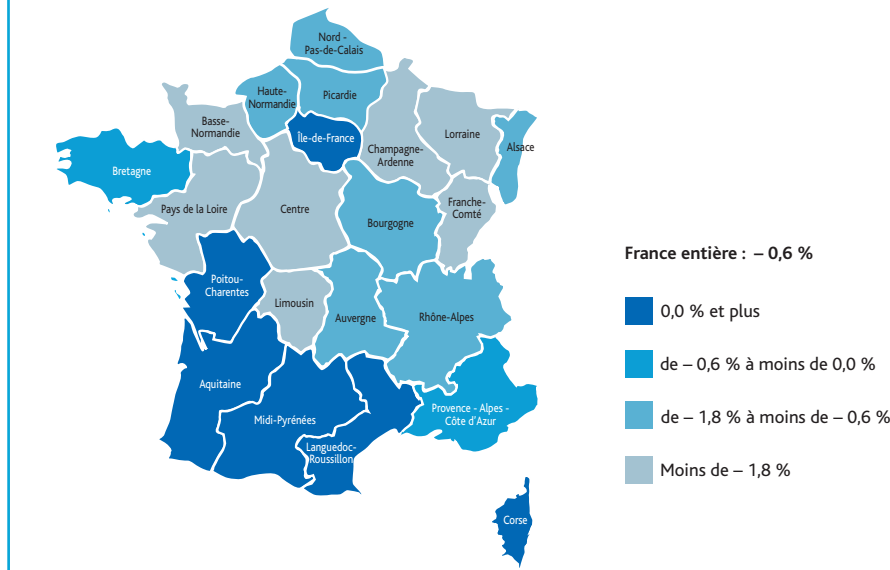 Nord -
Pas-de-Calais
Haute-
Normandie
Picardie
Basse-
Normandie
Île-de-France
Champagne-
Ardenne
Lorraine
Alsace
Bretagne
Pays de la Loire
Centre
Bourgogne
Franche-
Comté
Poitou-
Charentes
Limousin
Auvergne
Rhône-Alpes
Aquitaine
Midi-Pyrénées
Languedoc-
Roussillon
Provence - Alpes -
Côte d'Azur
Corse
France entière : – 0,6 %
0,0 % et plus
de – 0,6 % à moins de 0,0 %
de – 1,8 % à moins de – 0,6 %
Moins de – 1,8 %